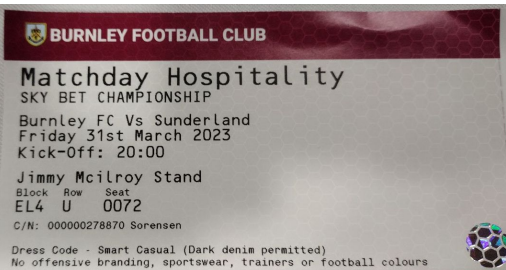 BURNLEY FOOTBALL CLUB
Matchday Hospitality
SKY BET CHAMPIONSHIP
Burnley FC Vs Sunderland
Friday 31st March 2023
Kick-Off: 20:00
Jimmy Mcilroy Stand
Block Row Seat
EL4 U 0072
C/N: 000000278870 Sorensen
Dress Code - Smart Casual (Dark denim permitted)
No offensive branding, sportswear, trainers or football colours